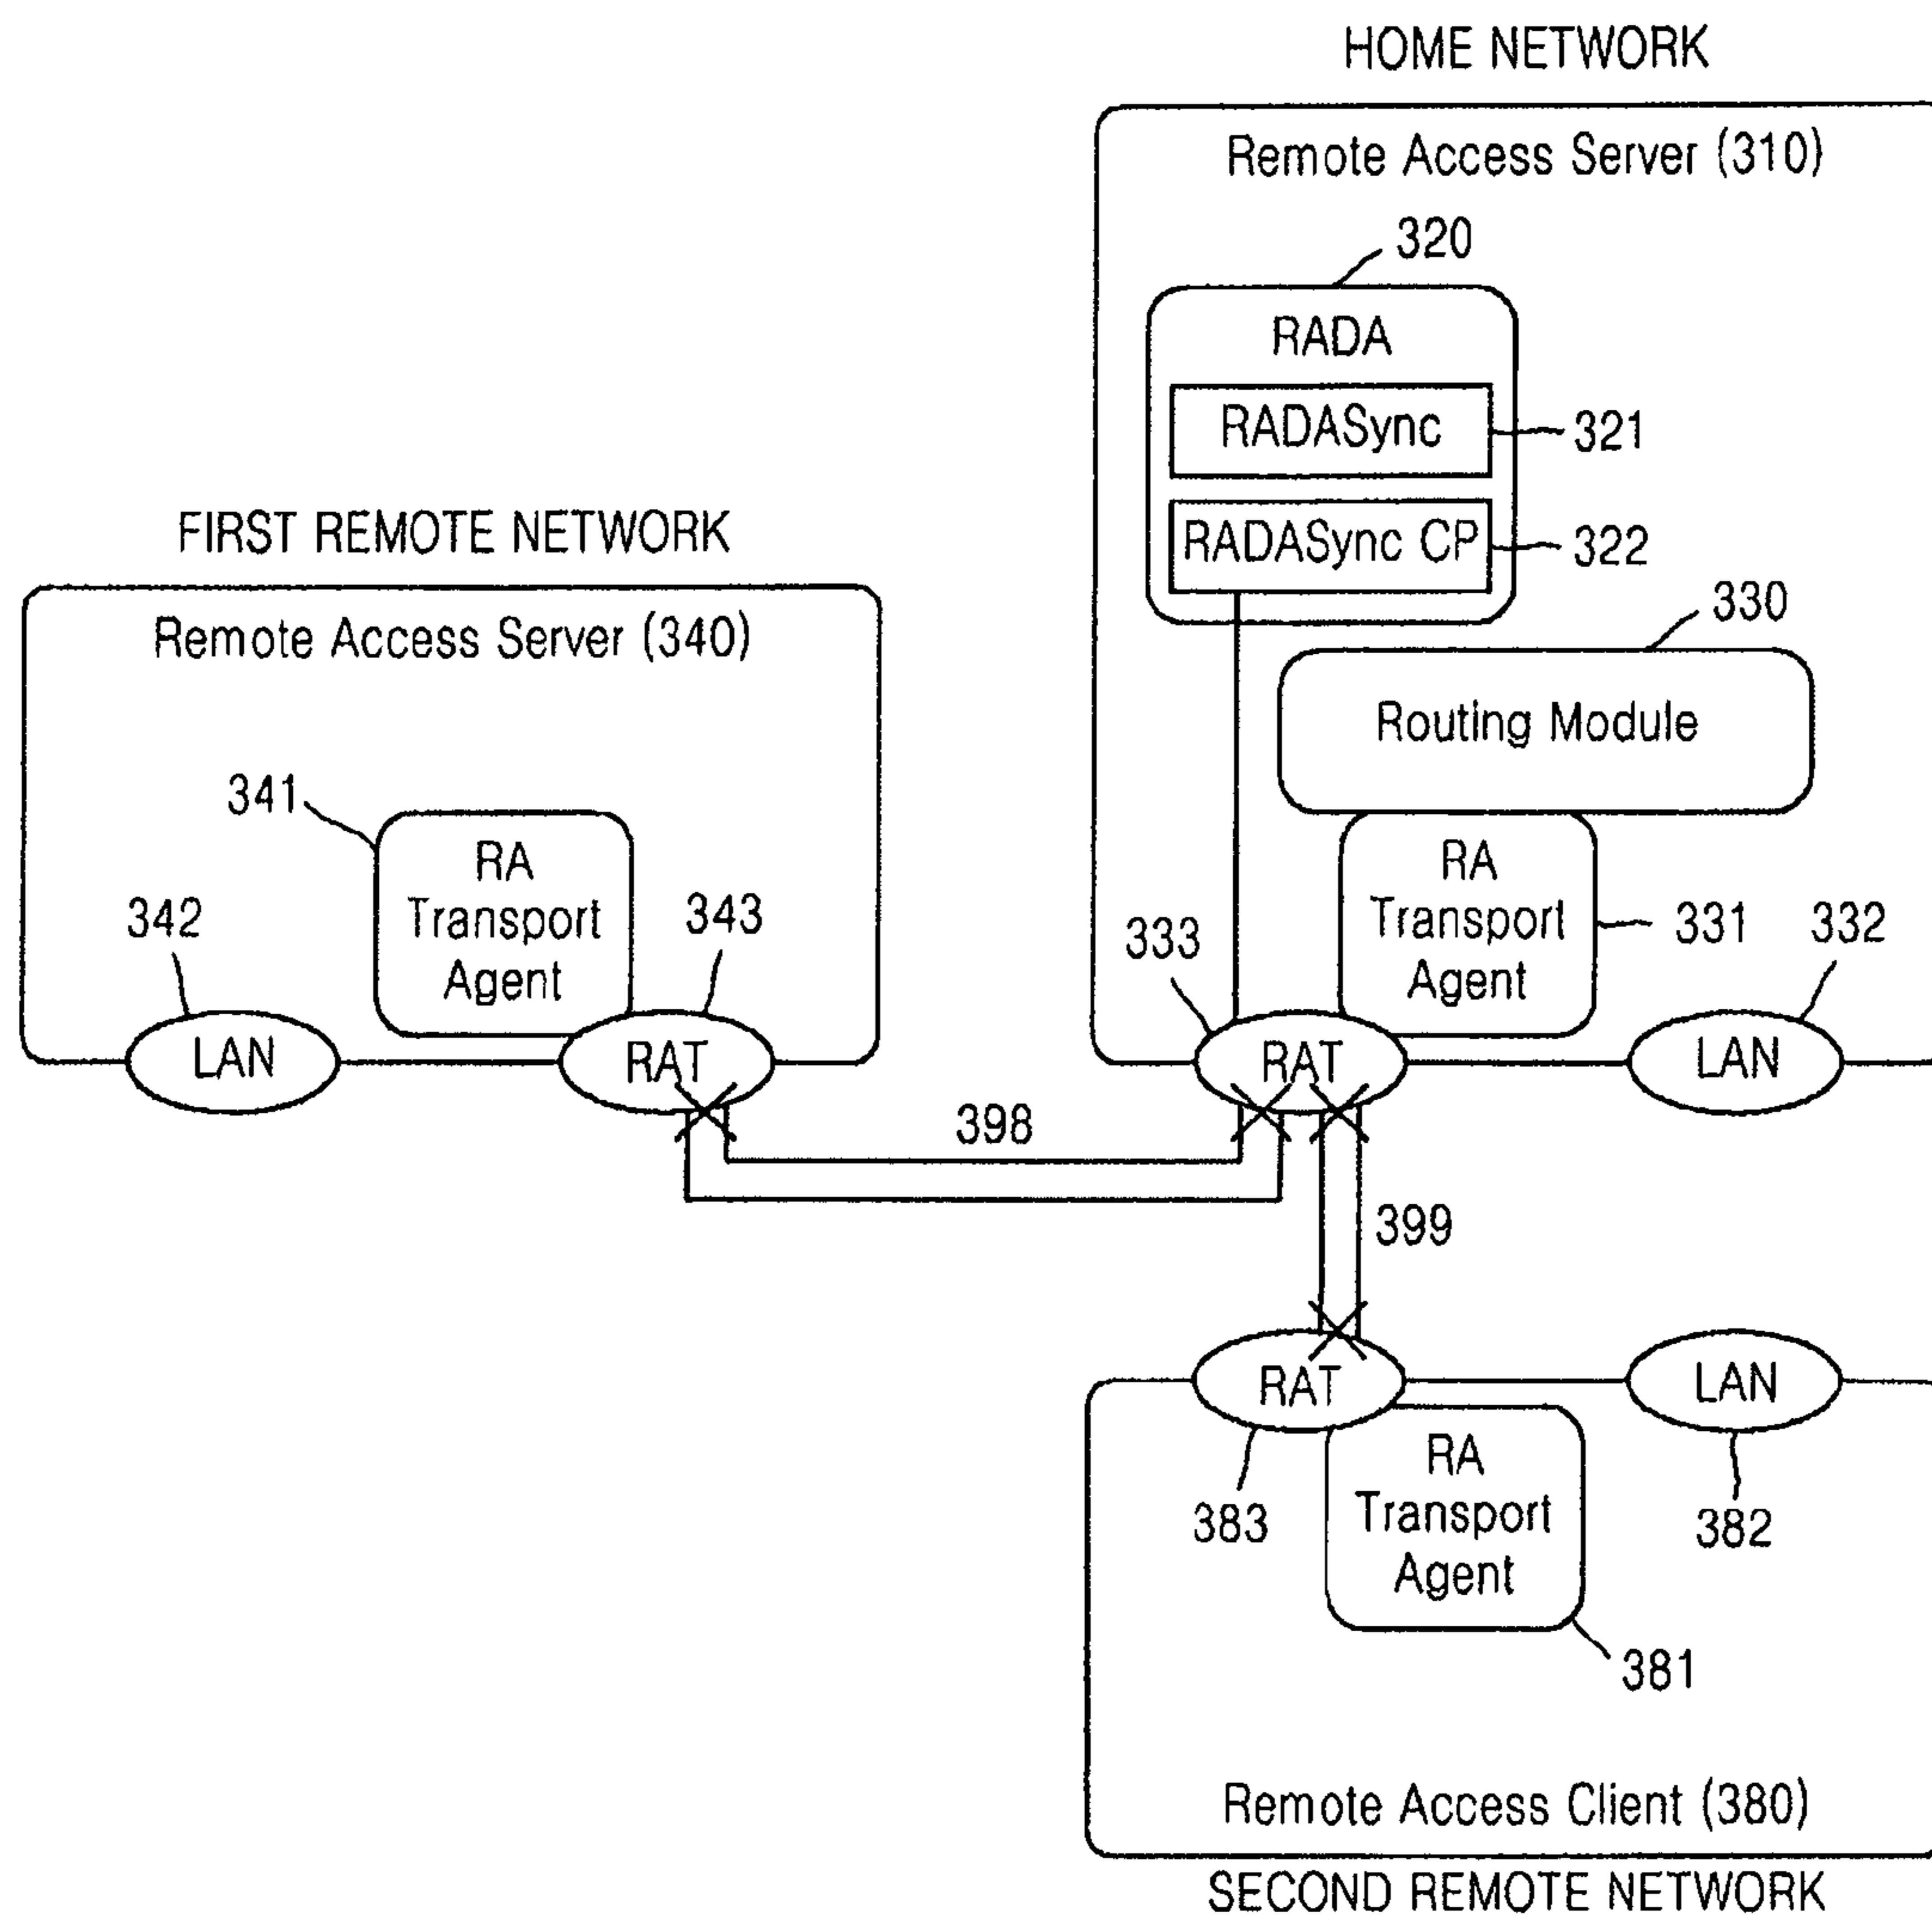 HOME NETWORK
Remote Access Server (310)
320
RADA
RADASync
321
RADASync CP
322
330
Routing Module
RA
Transport
Agent
331
332
333
RAT
LAN
FIRST REMOTE NETWORK
Remote Access Server (340)
341
RA
Transport
Agent
342
343
LAN
RAT
398
399
RAT
LAN
383
RA
Transport
Agent
382
381
Remote Access Client (380)
SECOND REMOTE NETWORK